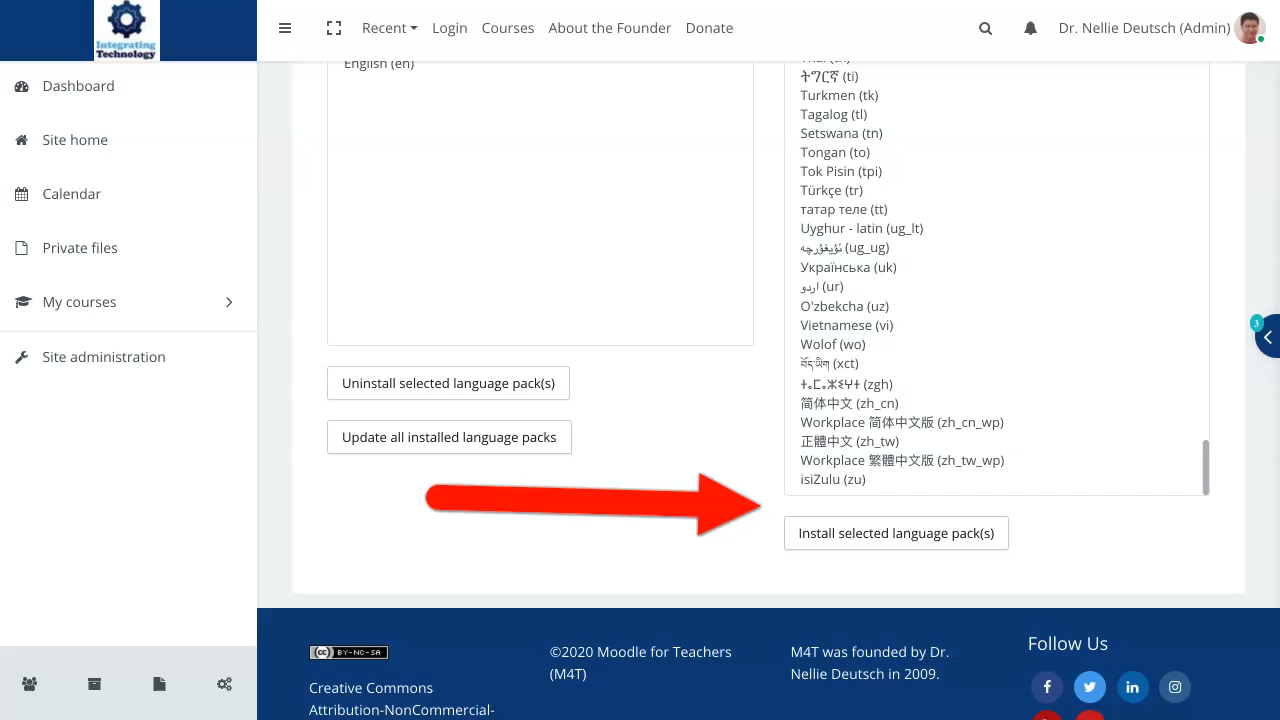 Integrating
Technology
Recent
Login
Courses
About the Founder
Donate
Dr. Nellie Deutsch (Admin)
Dashboard
Site home
Calendar
Private files
My courses
Site administration
English (en)
Uninstall selected language pack(s)
Update all installed language packs
ትግርኛ (ti)
Turkmen (tk)
Tagalog (tl)
Setswana (tn)
Tongan (to)
Tok Pisin (tpi)
Türkçe (tr)
татар теле (tt)
Uyghur - latin (ug_lt)
ئۇيغۇرچە (ug_ug)
Українська (uk)
اردو (ur)
O'zbekcha (uz)
Vietnamese (vi)
Wolof (wo)
བོད་ཡིག (xct)
ⵜⴰⵎⴰⵣⵉⵖⵜ (zgh)
简体中文 (zh_cn)
Workplace 简体中文版 (zh_cn_wp)
正體中文 (zh_tw)
Workplace 繁體中文版 (zh_tw_wp)
isiZulu (zu)
Install selected language pack(s)
3
CC BY-NC-SA
Creative Commons
Attribution-NonCommercial-
©2020 Moodle for Teachers
(M4T)
M4T was founded by Dr.
Nellie Deutsch in 2009.
Follow Us